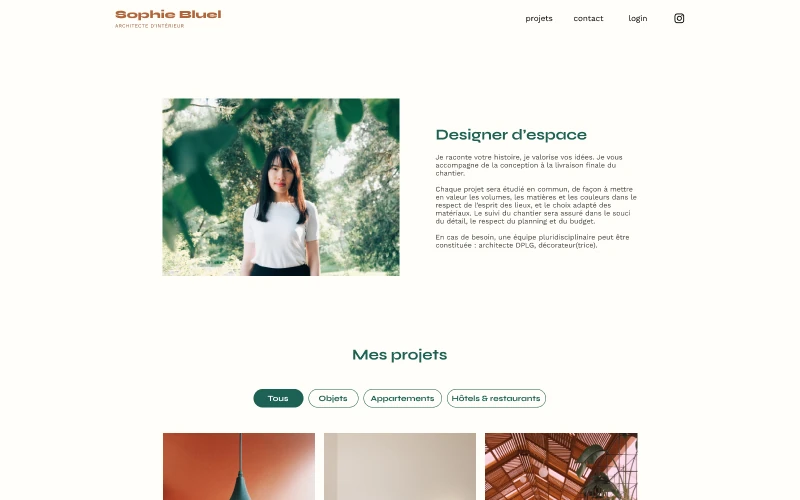 Sophie Bluel
ARCHITECTE D'INTÉRIEUR
projets
contact
login
Designer d'espace
Je raconte votre histoire, je valorise vos idées. Je vous
accompagne de la conception à la livraison finale du
chantier.
Chaque projet sera étudié en commun, de façon à mettre
en valeur les volumes, les matières et les couleurs dans le
respect de l'esprit des lieux, et le choix adapté des
matériaux. Le suivi du chantier sera assuré dans le souci
du détail, le respect du planning et du budget.
En cas de besoin, une équipe pluridisciplinaire peut être
constituée : architecte DPLG, décorateur(trice).
Mes projets
Tous
Objets
Appartements
Hôtels & restaurants